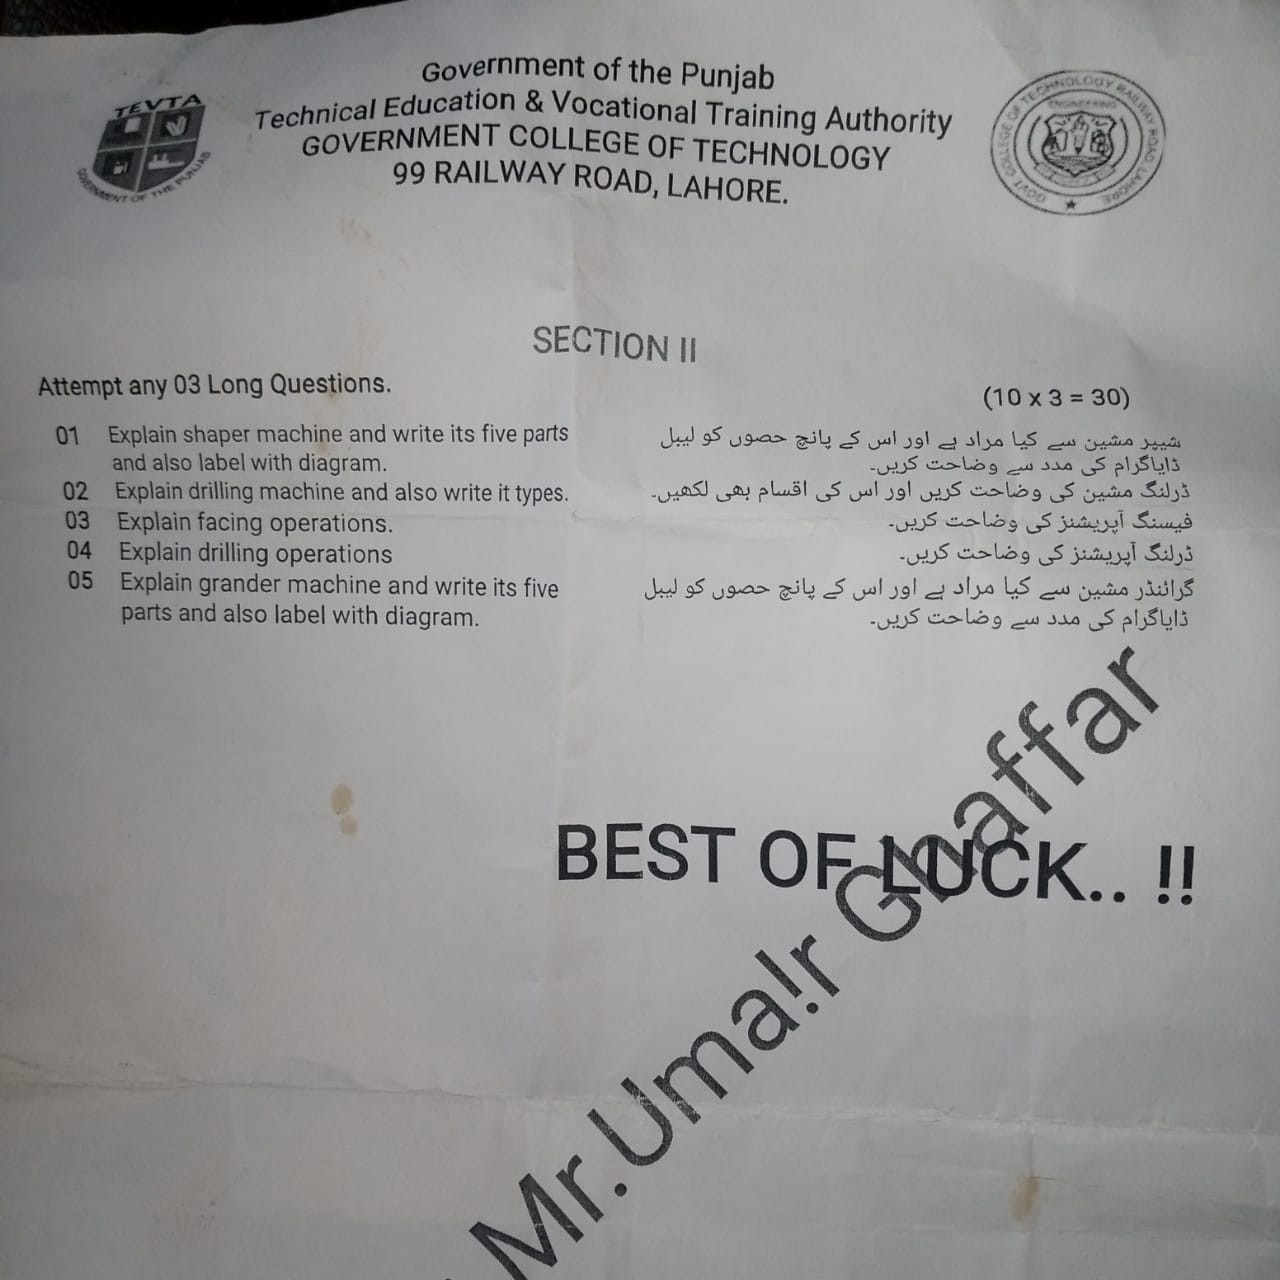 Government of the Punjab
Technical Education & Vocational Training Authority
GOVERNMENT COLLEGE OF TECHNOLOGY
99 RAILWAY ROAD, LAHORE.
TEVTA
GOVERNMENT OF THE PUNJAB
GOVT COLLEGE OF TECHNOLOGY RAILWAY ROAD, LAHORE.
ENGINEERING
SECTION II
Attempt any 03 Long Questions.
(10 x 3 = 30)
01 Explain shaper machine and write its five parts
and also label with diagram.
02 Explain drilling machine and also write it types.
03 Explain facing operations.
04 Explain drilling operations
05 Explain grander machine and write its five
parts and also label with diagram.
شیپر مشین سے کیا مراد ہے اور اس کے پانچ حصوں کو لیبل
ڈایاگرام کی مدد سے وضاحت کریں۔
ڈرلنگ مشین کی وضاحت کریں اور اس کی اقسام بھی لکھیں۔
فیسنگ آپریشنز کی وضاحت کریں۔
ڈرلنگ آپریشنز کی وضاحت کریں۔
گرائنڈر مشین سے کیا مراد ہے اور اس کے پانچ حصوں کو لیبل
ڈایاگرام کی مدد سے وضاحت کریں۔
BEST OF LUCK.. !!
Mr.Uma!r Ghaffar